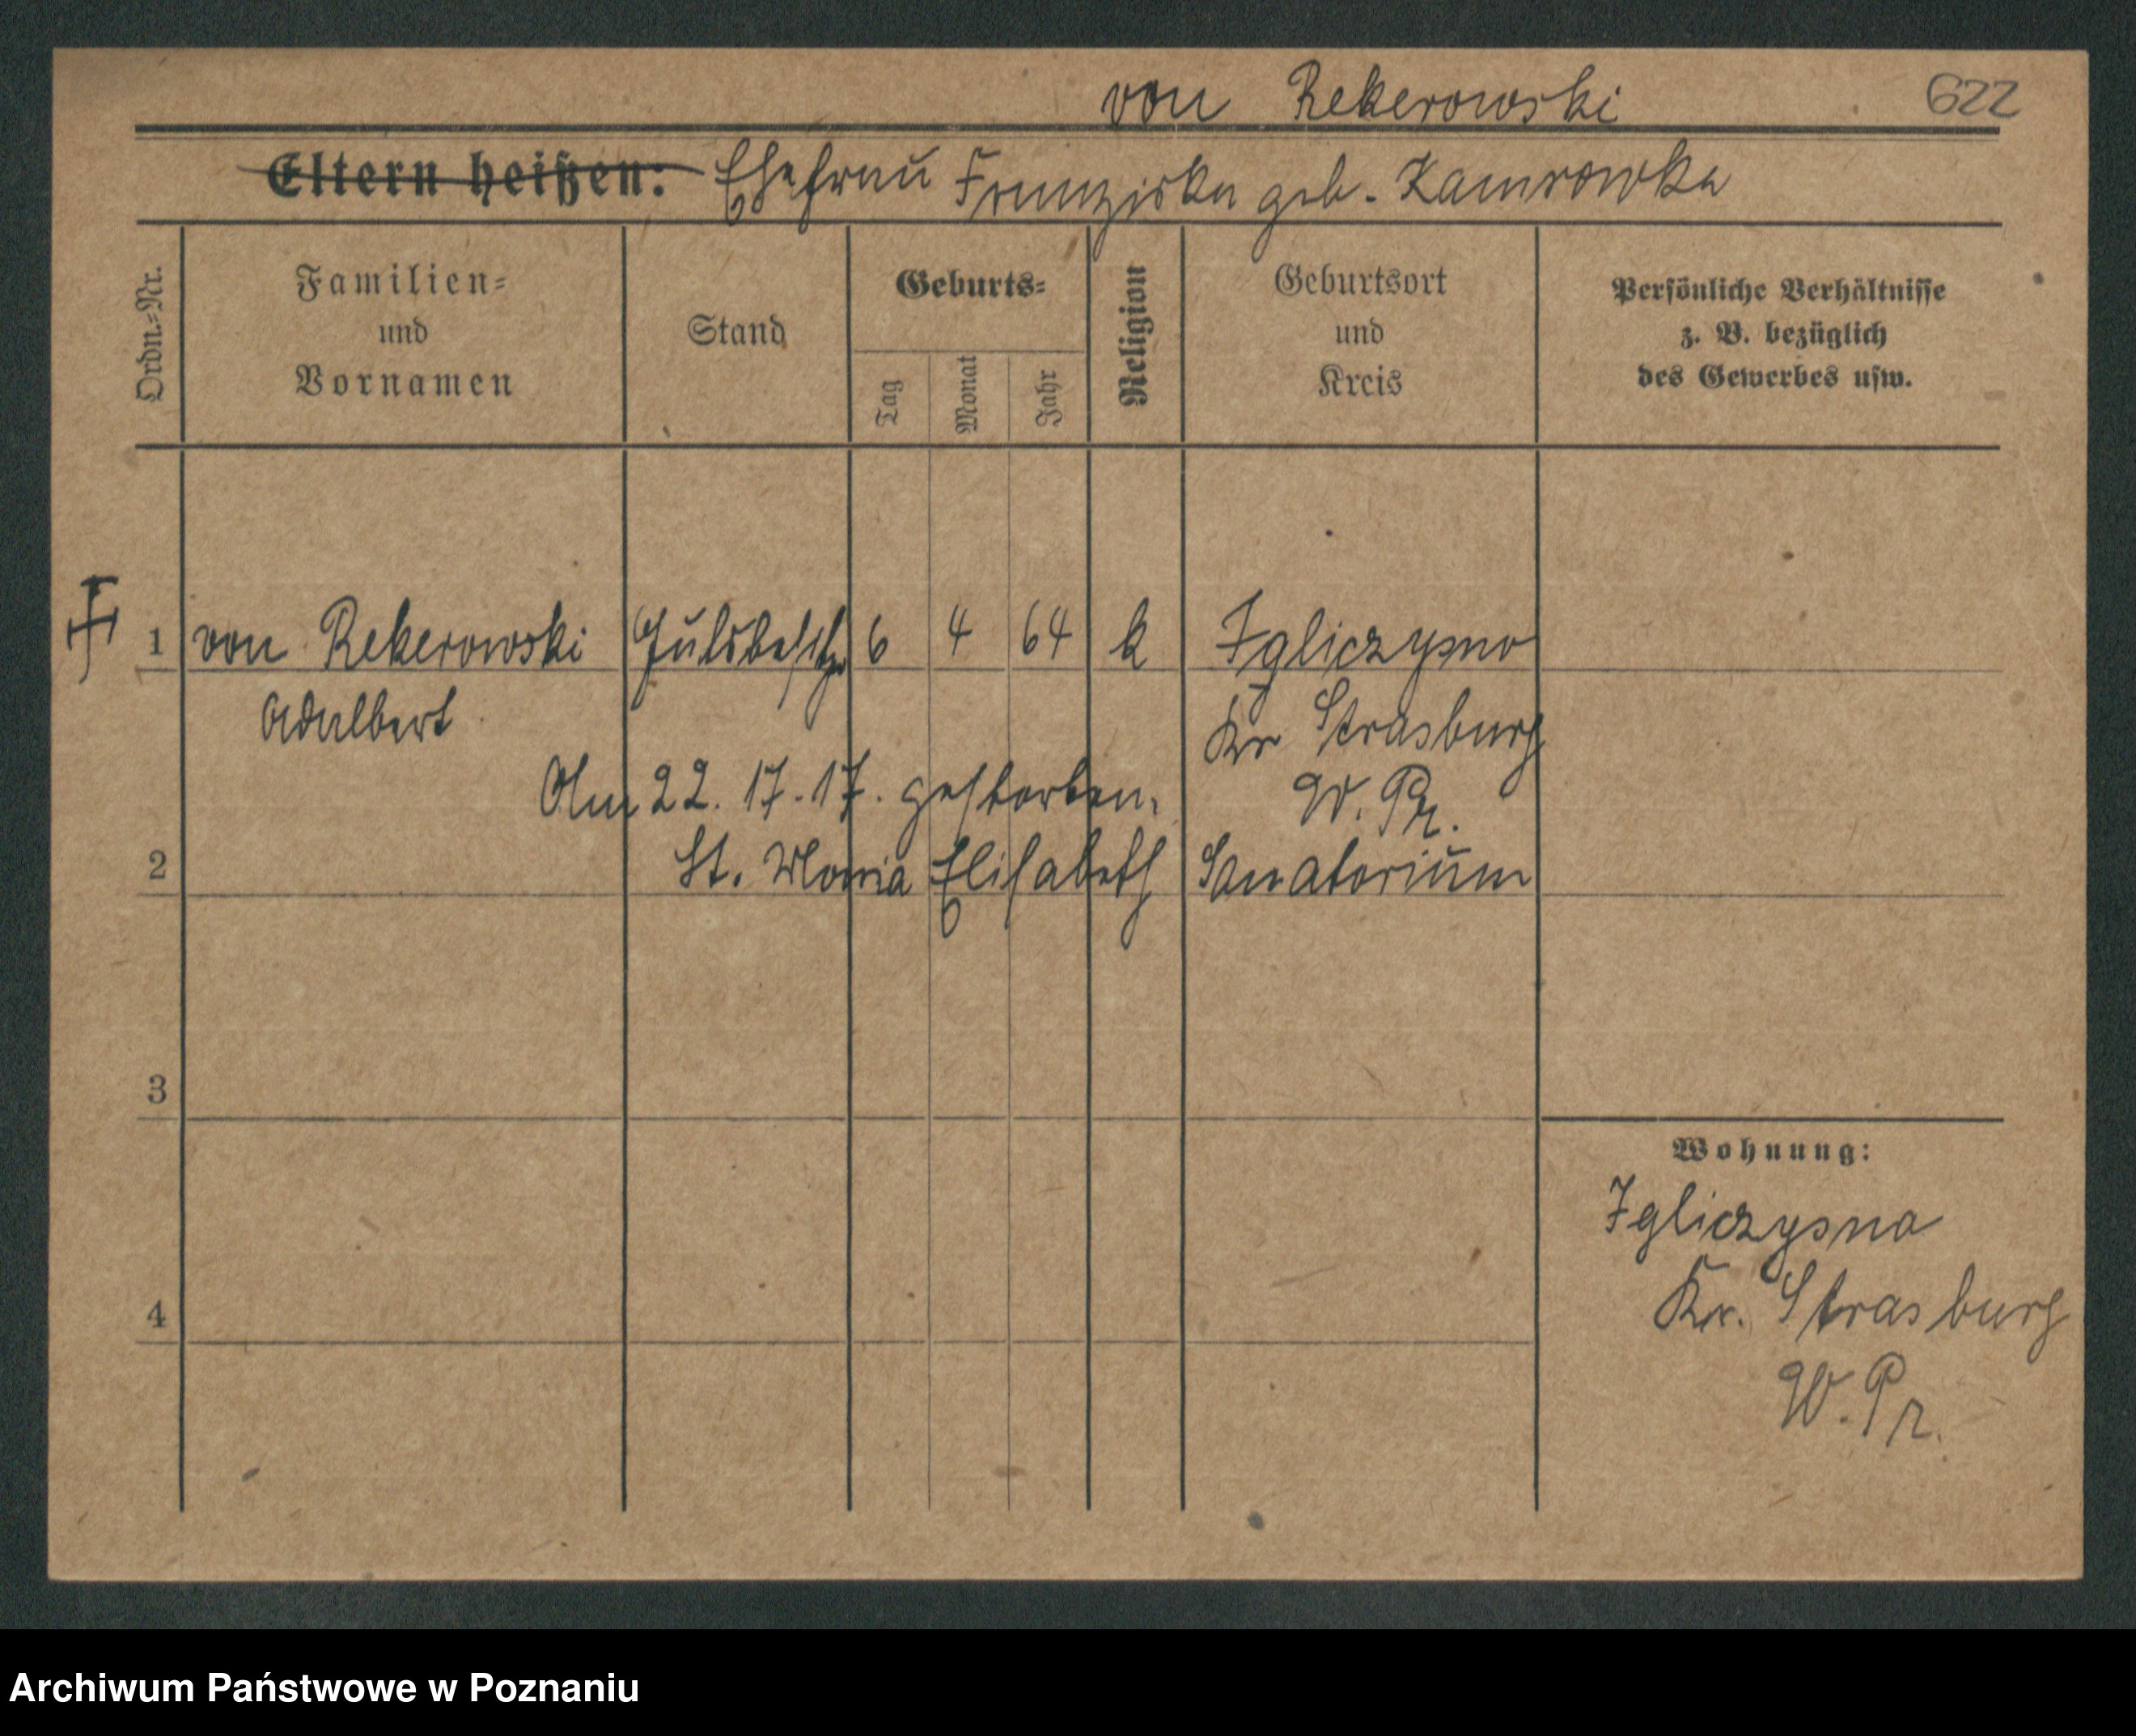 von Rekerowski 622
Eltern heißen: Ehefrau Franziska geb. Kamrowka
Ordn.=Nr.
Familien=
und
Vornamen
Stand
Geburts=
Tag
Monat
Jahr
Religion
Geburtsort
und
Kreis
Persönliche Verhältnisse
z. B. bezüglich
des Gewerbes usw.
1 von Rekerowski Gutsbesitzer 6 4 64 k Igliczysno
Adalbert Kr Strasburg
W. Pr.
Am 22. 17. 17. gestorben.
2 St. Maria Elisabeth Sanatorium
3
4
Wohnung:
Igliczysna
Kr. Strasburg
W. Pr.
Archiwum Państwowe w Poznaniu